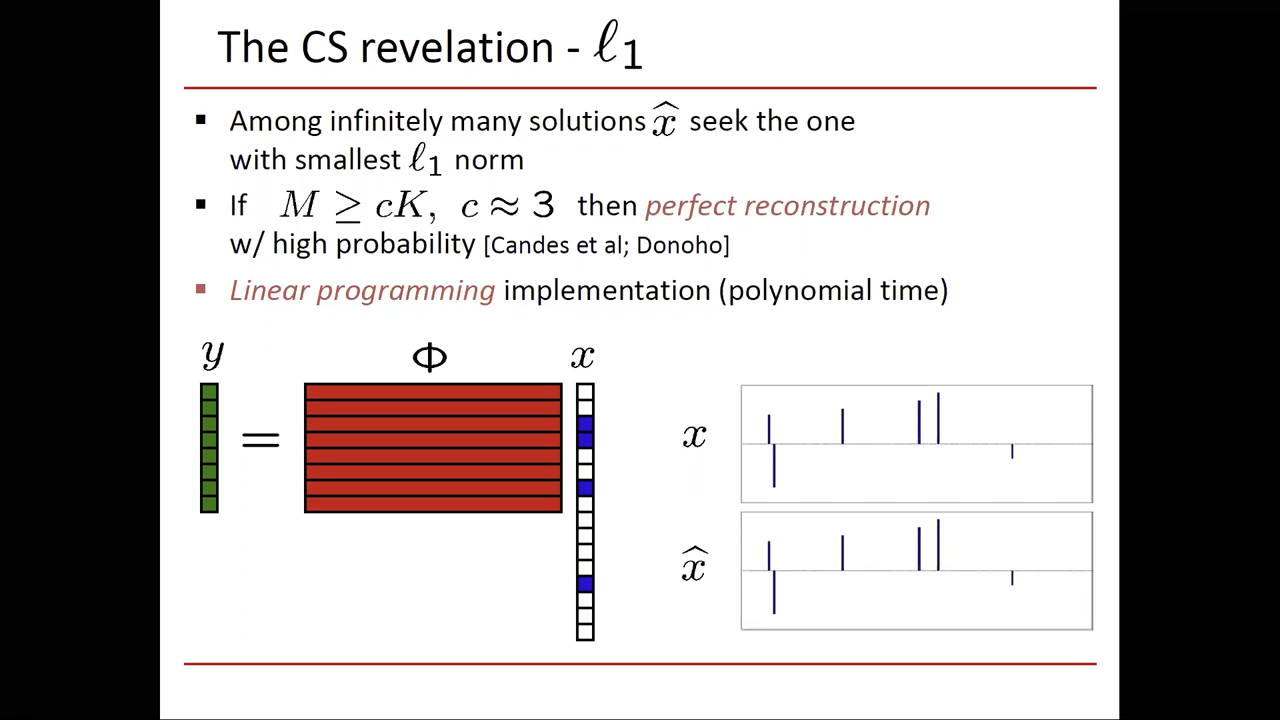 The CS revelation - ℓ₁
▪ Among infinitely many solutions x̂ seek the one
with smallest ℓ₁ norm
▪ If M ≥ cK, c ≈ 3 then perfect reconstruction
w/ high probability [Candes et al; Donoho]
▪ Linear programming implementation (polynomial time)
y Φ x
=
x
x̂